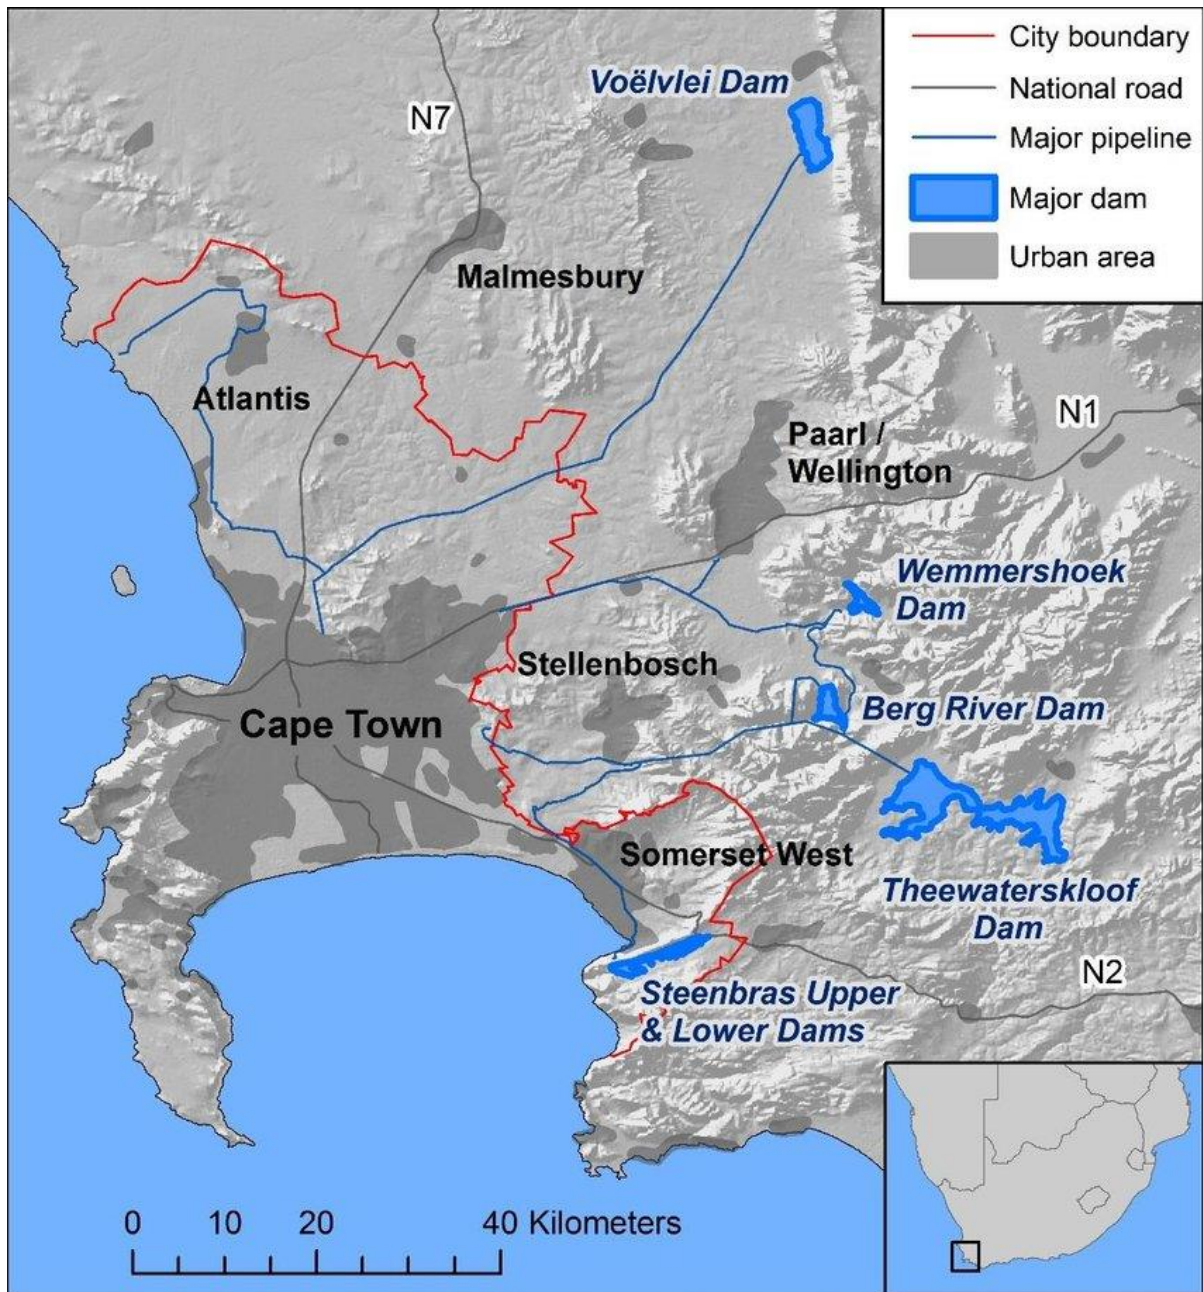 City boundary
National road
Major pipeline
Major dam
Urban area
Voëlvlei Dam
N7
Malmesbury
Atlantis
N1
Paarl /
Wellington
Wemmershoek
Dam
Stellenbosch
Berg River Dam
Cape Town
Somerset West
Theewaterskloof
Dam
N2
Steenbras Upper
& Lower Dams
0 10 20 40 Kilometers